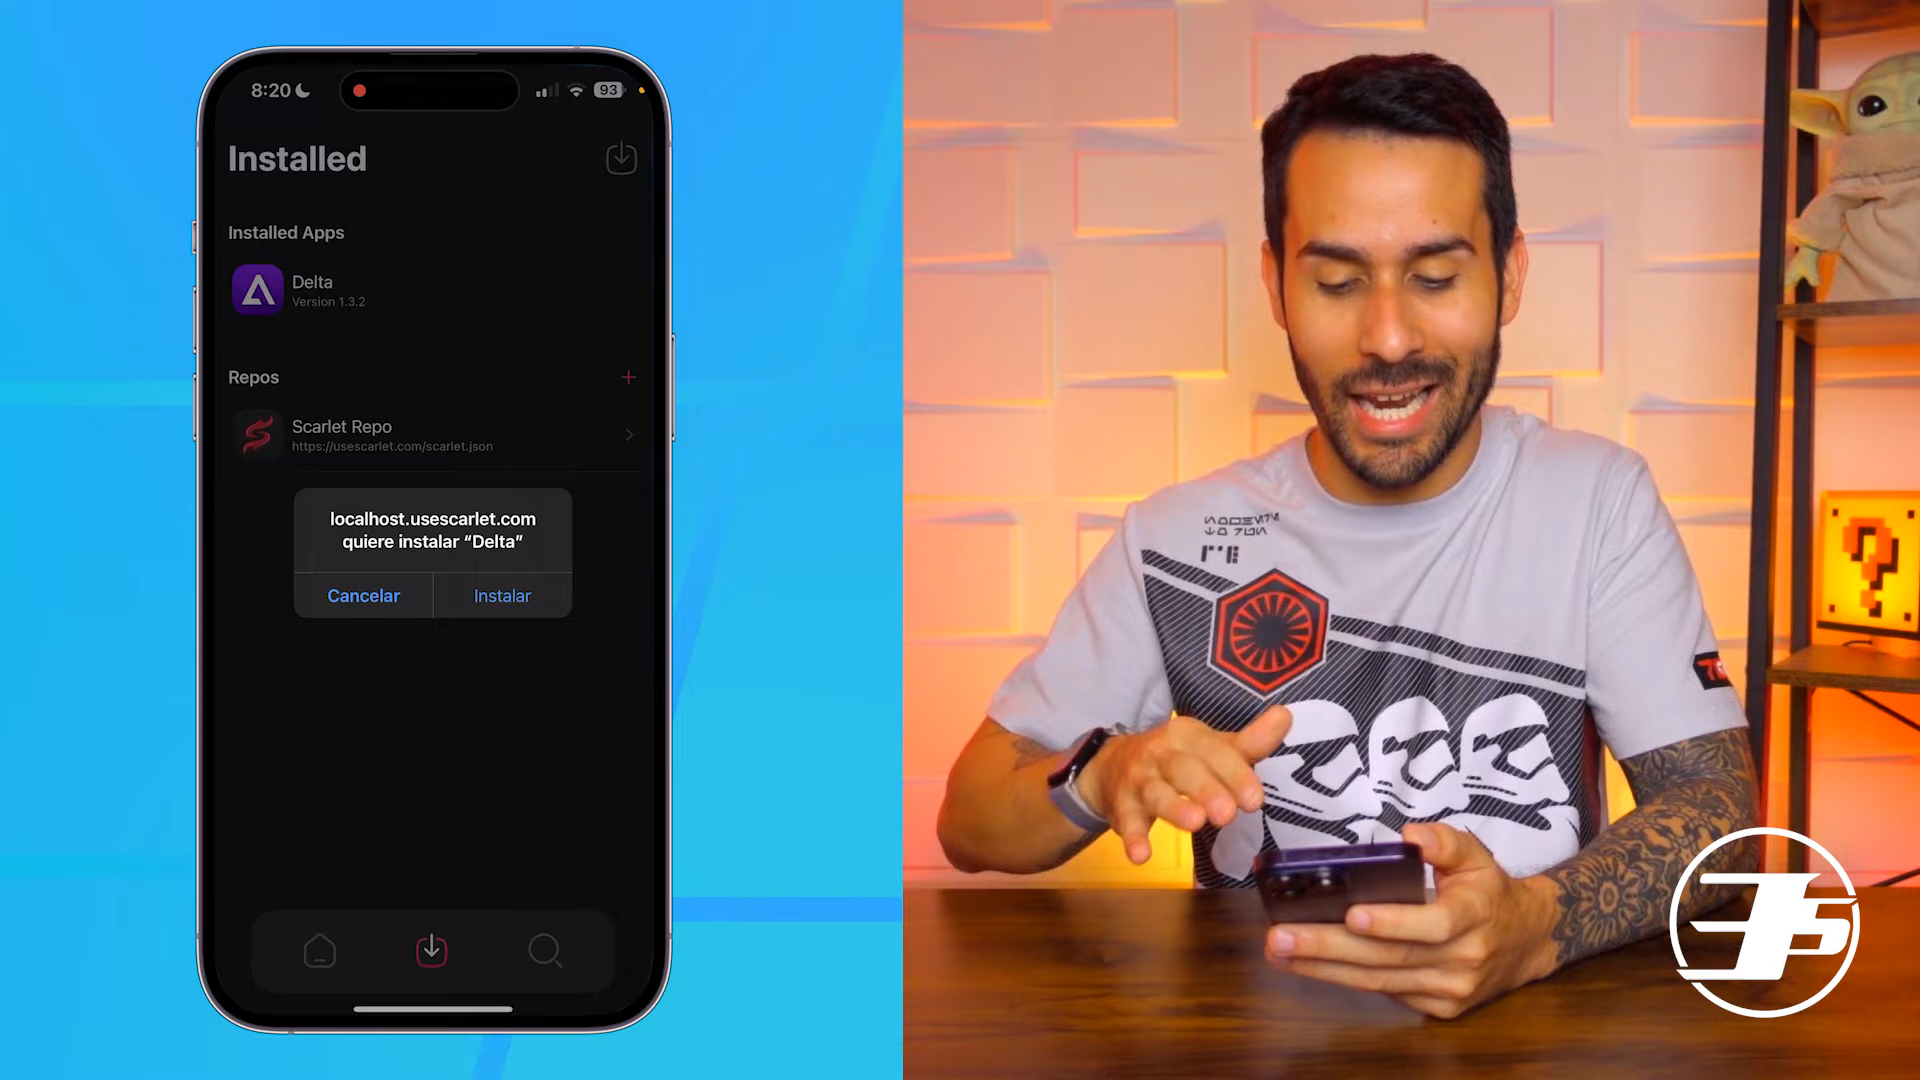 8:20
93
Installed
Installed Apps
Delta
Version 1.3.2
Repos
+
Scarlet Repo
https://usescarlet.com/scarlet.json
localhost.usescarlet.com
quiere instalar “Delta”
Cancelar
Instalar
?